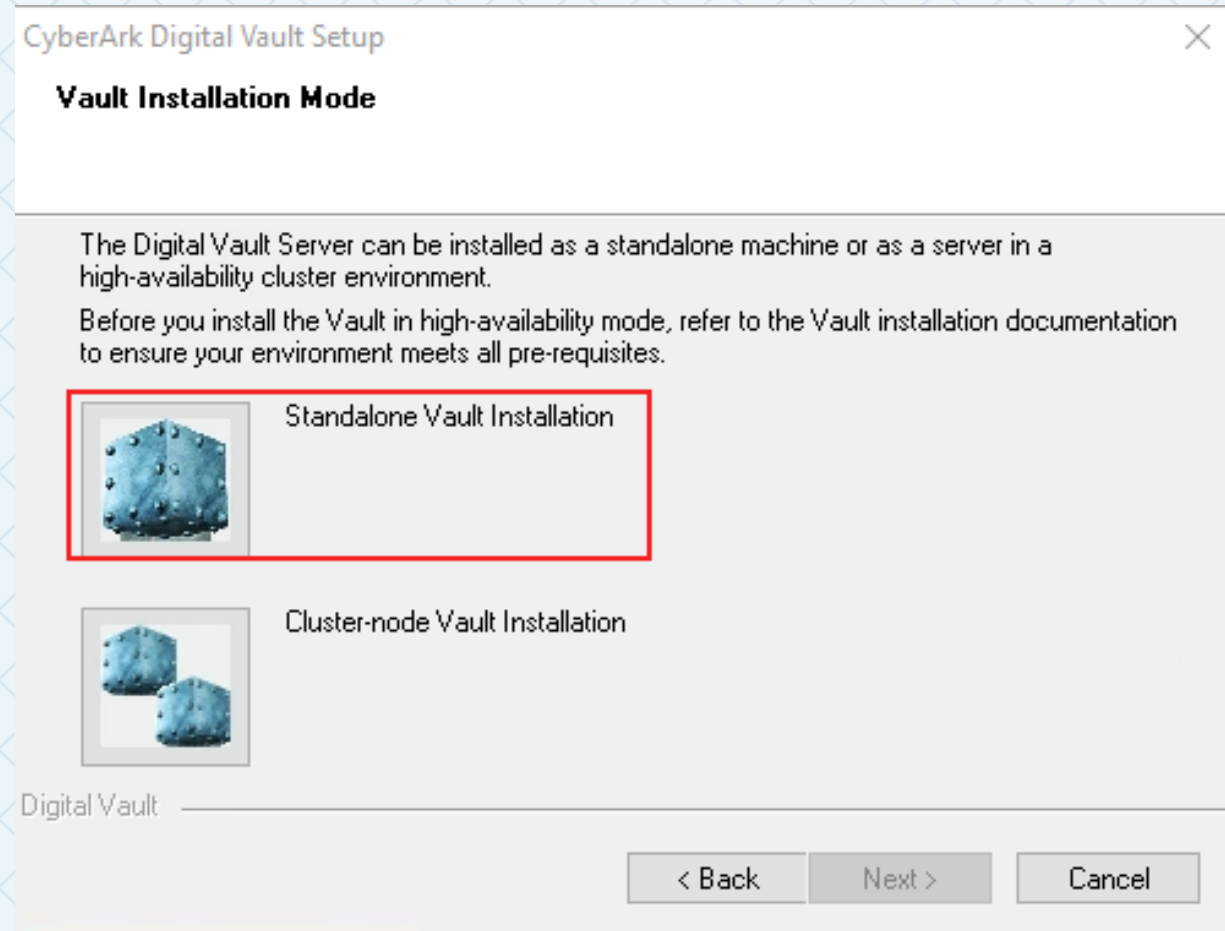 CyberArk Digital Vault Setup
Vault Installation Mode
The Digital Vault Server can be installed as a standalone machine or as a server in a
high-availability cluster environment.
Before you install the Vault in high-availability mode, refer to the Vault installation documentation
to ensure your environment meets all pre-requisites.
Standalone Vault Installation
Cluster-node Vault Installation
Digital Vault
< Back
Next >
Cancel